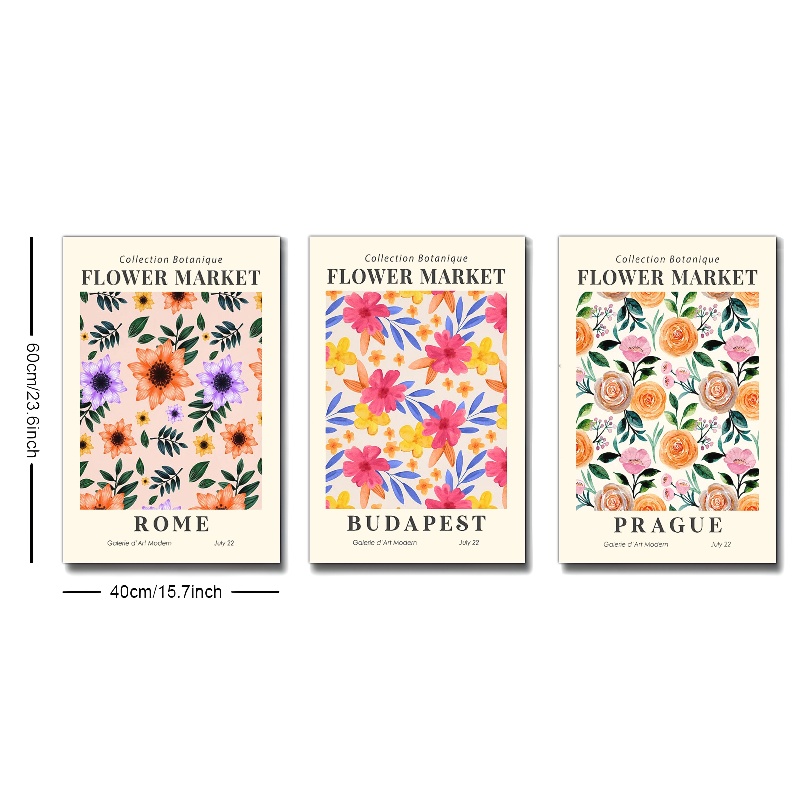 Collection Botanique
FLOWER MARKET
ROME
Galerie d'Art Modern July 22
Collection Botanique
FLOWER MARKET
BUDAPEST
Galerie d'Art Modern July 22
Collection Botanique
FLOWER MARKET
PRAGUE
Galerie d'Art Modern July 22
60cm/23.6inch
40cm/15.7inch